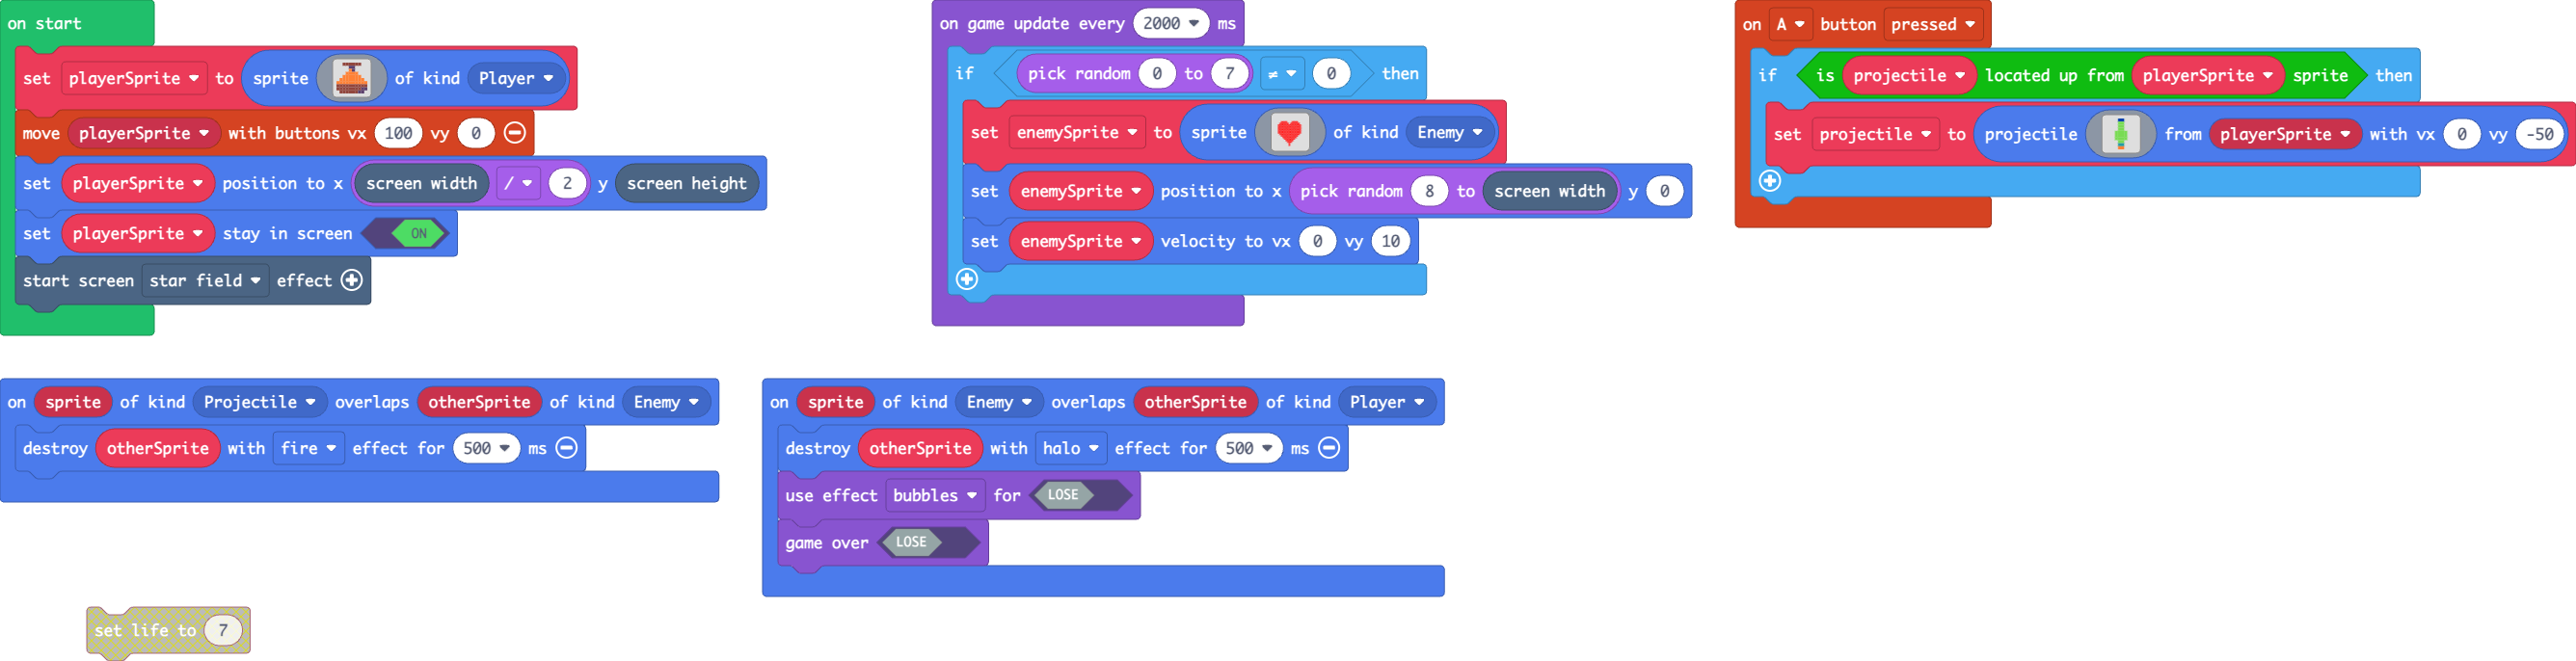 on start
set playerSprite to sprite of kind Player
move playerSprite with buttons vx 100 vy 0
set playerSprite position to x screen width / 2 y screen height
set playerSprite stay in screen ON
start screen star field effect
on game update every 2000 ms
if pick random 0 to 7 ≠ 0 then
set enemySprite to sprite of kind Enemy
set enemySprite position to x pick random 8 to screen width y 0
set enemySprite velocity to vx 0 vy 10
on A button pressed
if is projectile located up from playerSprite sprite then
set projectile to projectile from playerSprite with vx 0 vy -50
on sprite of kind Projectile overlaps otherSprite of kind Enemy
destroy otherSprite with fire effect for 500 ms
on sprite of kind Enemy overlaps otherSprite of kind Player
destroy otherSprite with halo effect for 500 ms
use effect bubbles for LOSE
game over LOSE
set life to 7